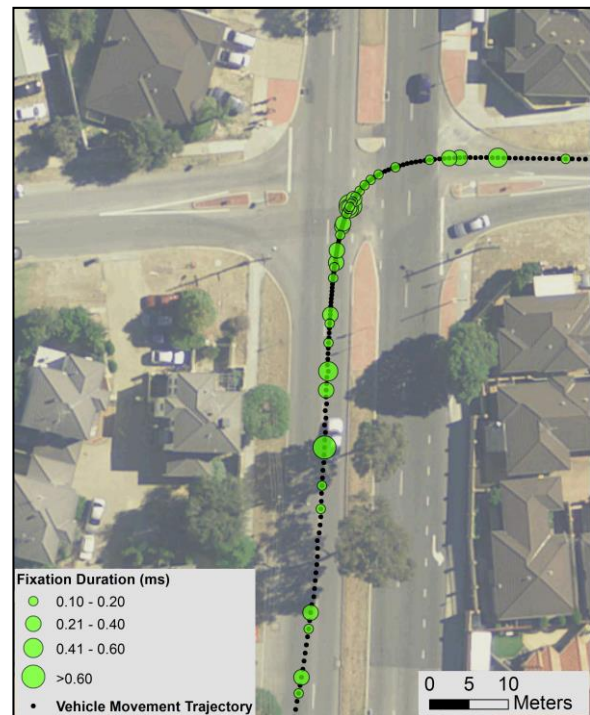 Fixation Duration (ms)
0.10 - 0.20
0.21 - 0.40
0.41 - 0.60
>0.60
Vehicle Movement Trajectory
0 5 10
Meters